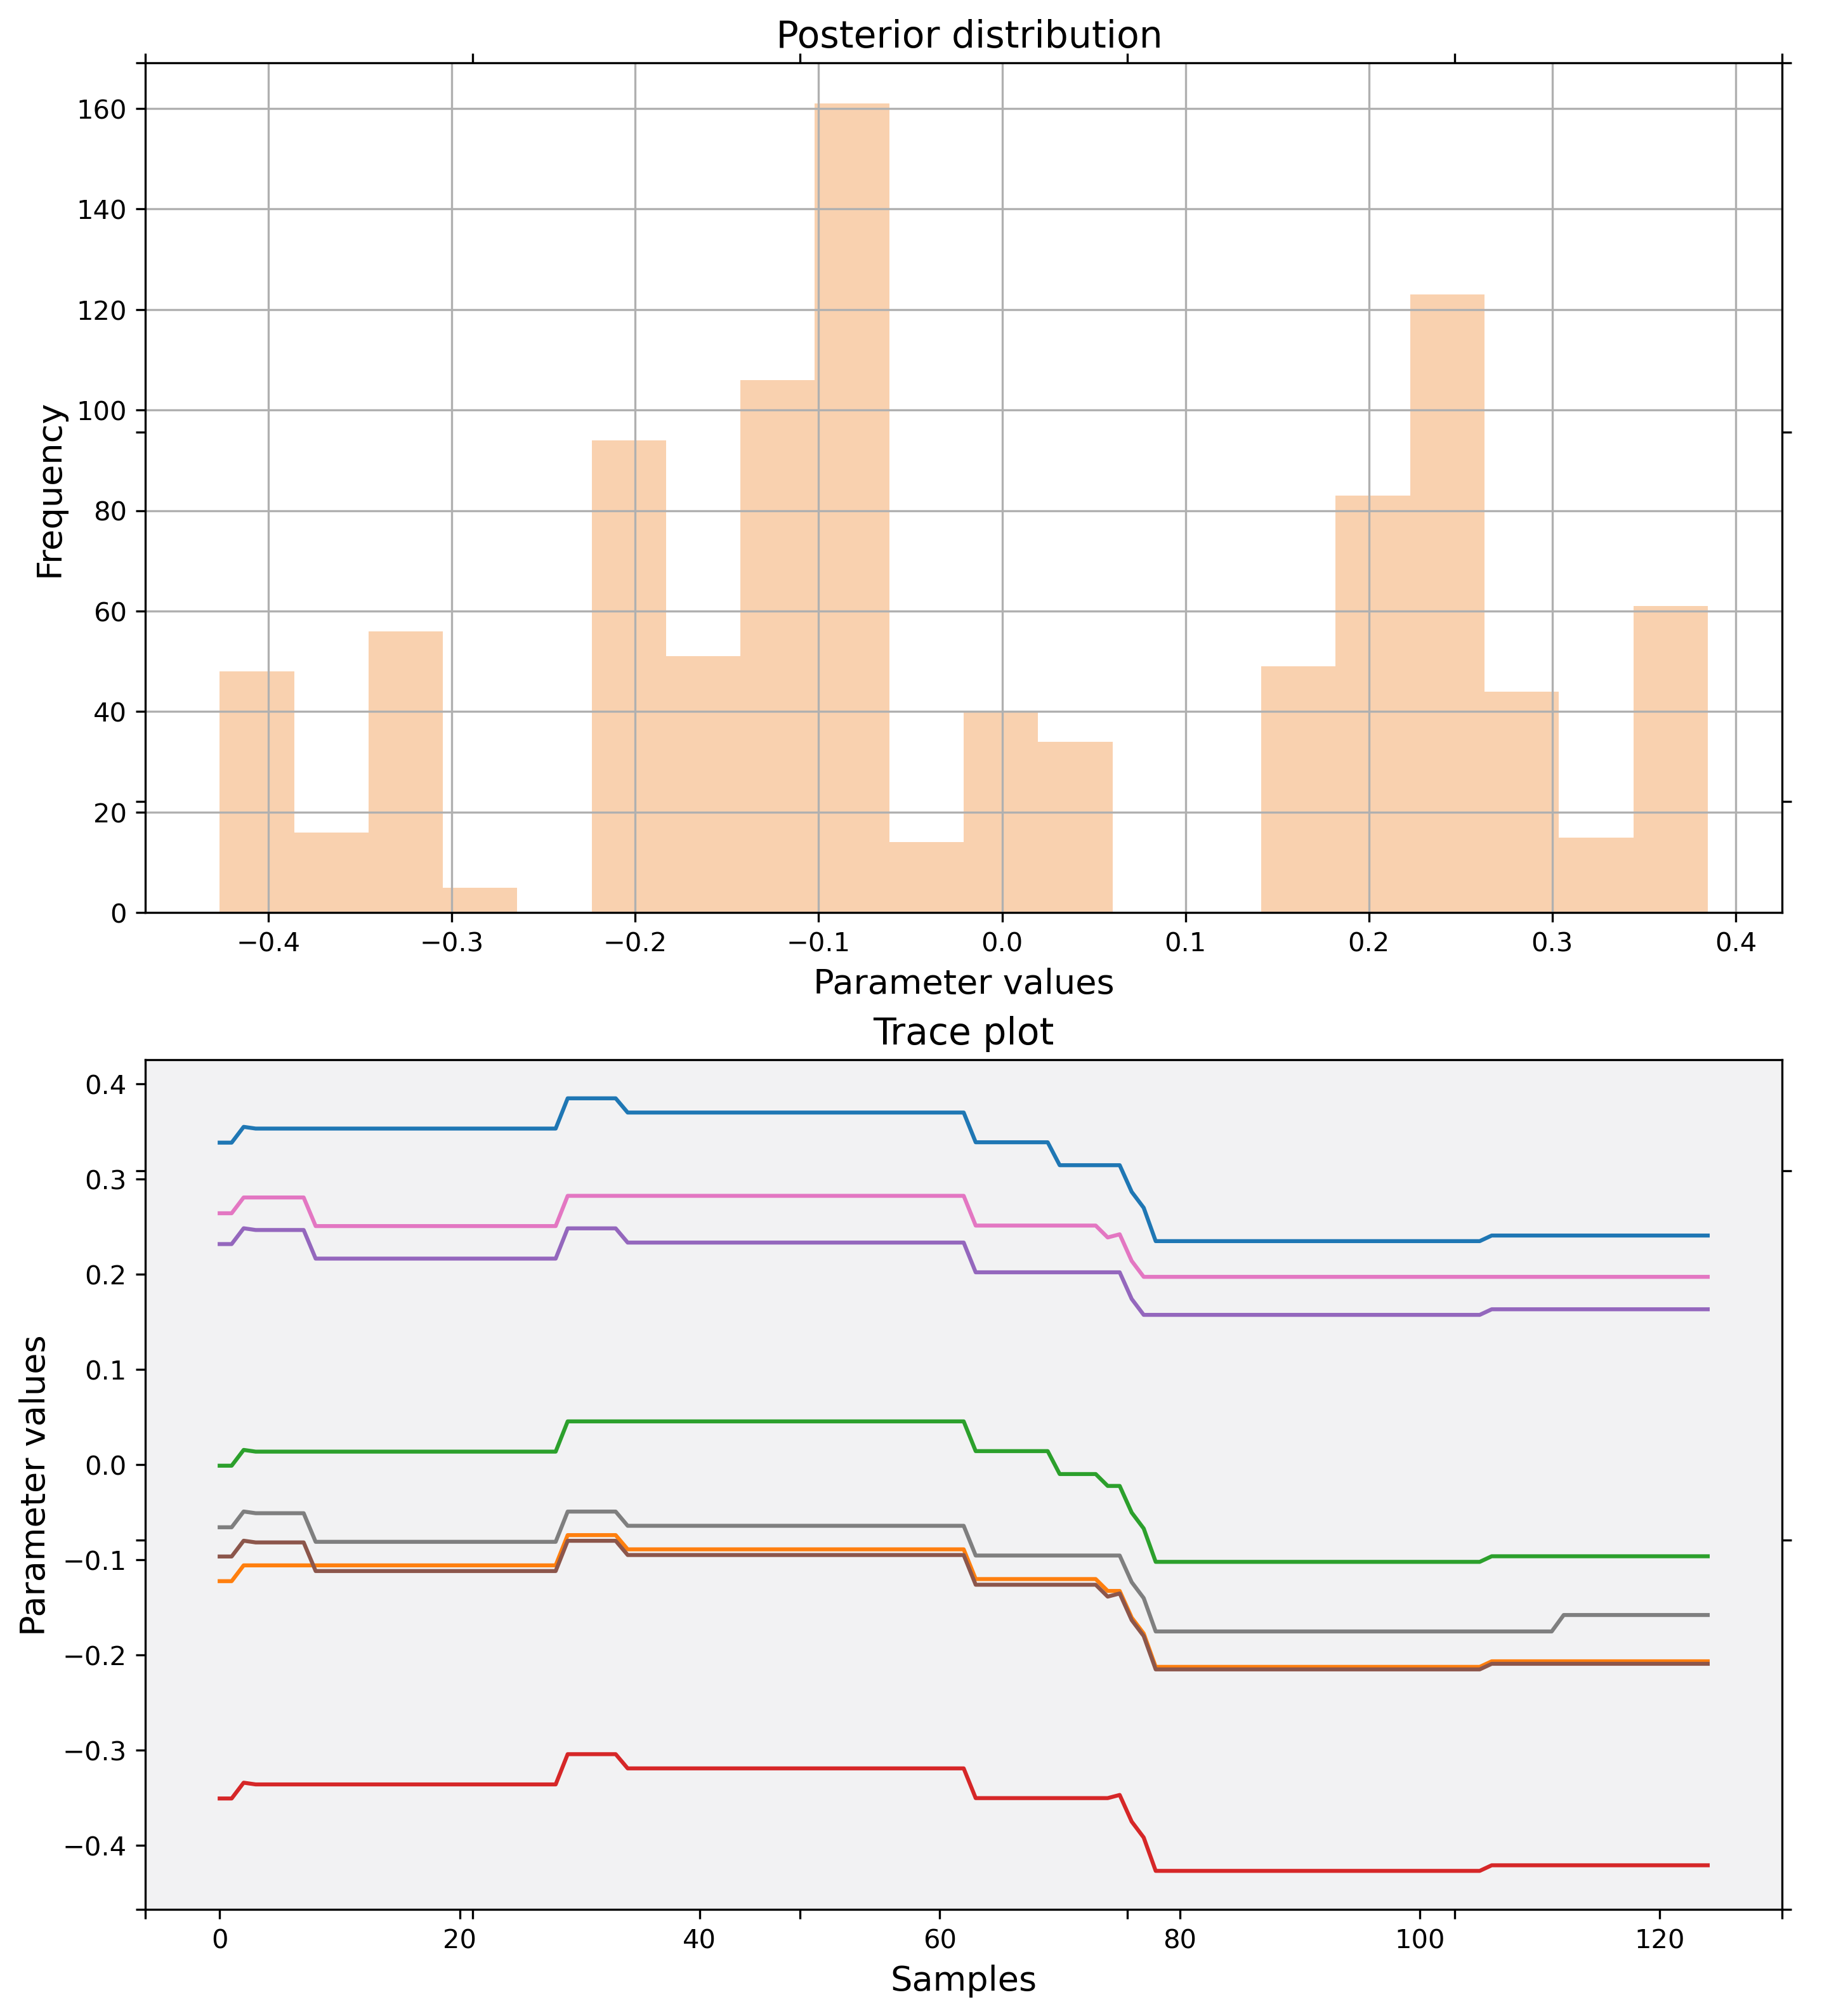 Posterior distribution
Frequency
160
140
120
100
80
60
40
20
0
−0.4 −0.3 −0.2 −0.1 0.0 0.1 0.2 0.3 0.4
Parameter values
Trace plot
Parameter values
0.4
0.3
0.2
0.1
0.0
−0.1
−0.2
−0.3
−0.4
0 20 40 60 80 100 120
Samples